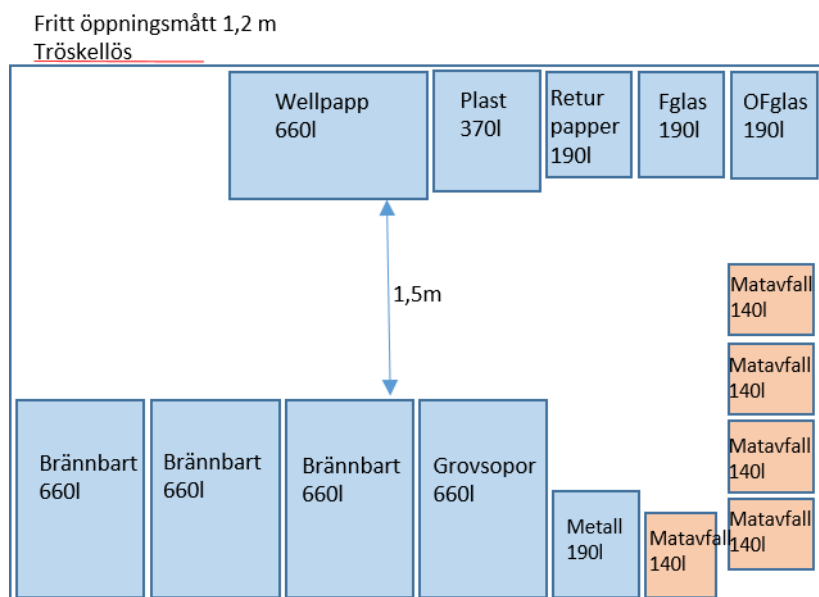 Fritt öppningsmått 1,2 m
Tröskellös
Wellpapp
660l
Plast
370l
Retur
papper
190l
Fglas
190l
OFglas
190l
1,5m
Matavfall
140l
Matavfall
140l
Matavfall
140l
Matavfall
140l
Brännbart
660l
Brännbart
660l
Brännbart
660l
Grovsopor
660l
Metall
190l
Matavfall
140l